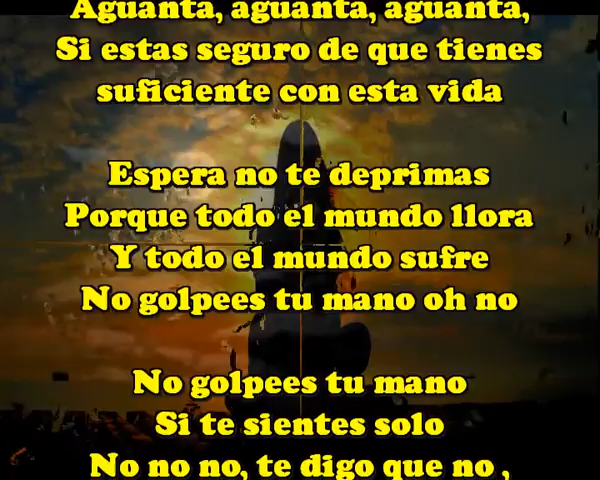 Aguanta, aguanta, aguanta,
Si estas seguro de que tienes
suficiente con esta vida
Espera no te deprimas
Porque todo el mundo llora
Y todo el mundo sufre
No golpees tu mano oh no
No golpees tu mano
Si te sientes solo
No no no, te digo que no ,